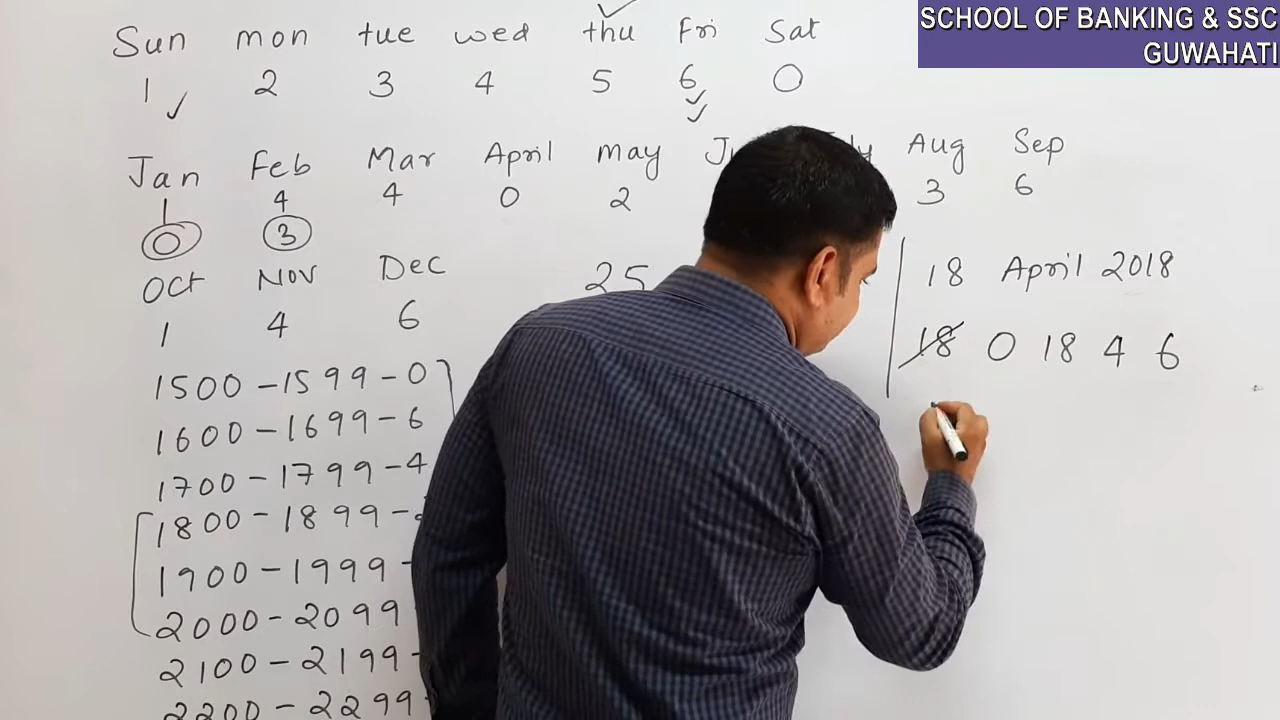 SCHOOL OF BANKING & SSC
GUWAHATI
Sun mon tue wed thu Fri Sat
1 2 3 4 5 6 0
Jan Feb Mar April may Aug Sep
1 4 4 0 2 3 6
0 3
Oct Nov Dec
1 4 6
25
18 April 2018
18 0 18 4 6
1500 - 1599 - 0
1600 - 1699 - 6
1700 - 1799 - 4
1800 - 1899 -
1900 - 1999 -
2000 - 2099
2100 - 2199 -
2200 - 2299 -